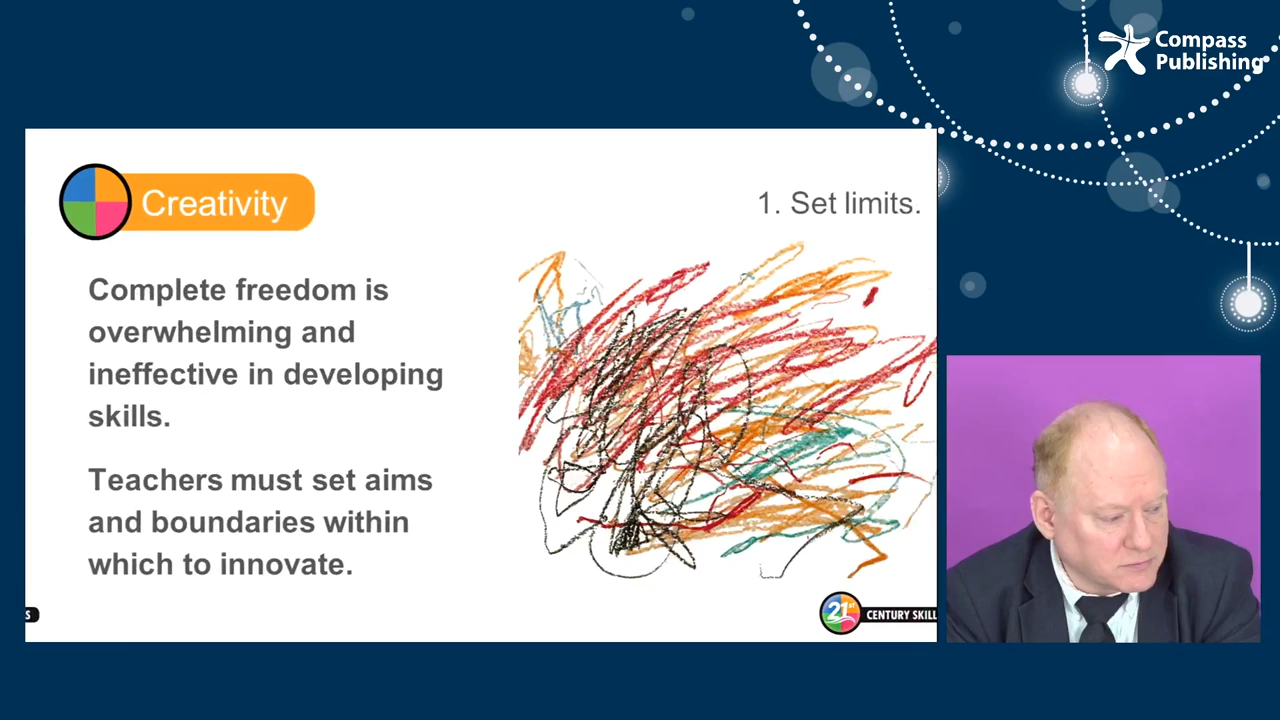 Compass
Publishing
Creativity
1. Set limits.
Complete freedom is
overwhelming and
ineffective in developing
skills.
Teachers must set aims
and boundaries within
which to innovate.
S
21st
CENTURY SKILL